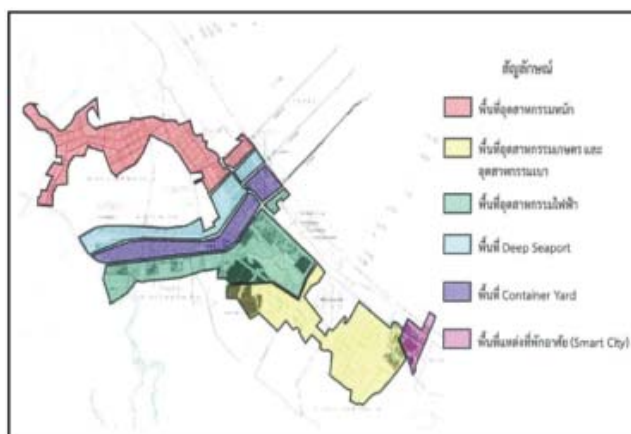 สัญลักษณ์
พื้นที่อุตสาหกรรมหนัก
พื้นที่อุตสาหกรรมเกษตร และ
อุตสาหกรรมเบา
พื้นที่อุตสาหกรรมไฟฟ้า
พื้นที่ Deep Seaport
พื้นที่ Container Yard
พื้นที่แหล่งที่พักอาศัย (Smart City)